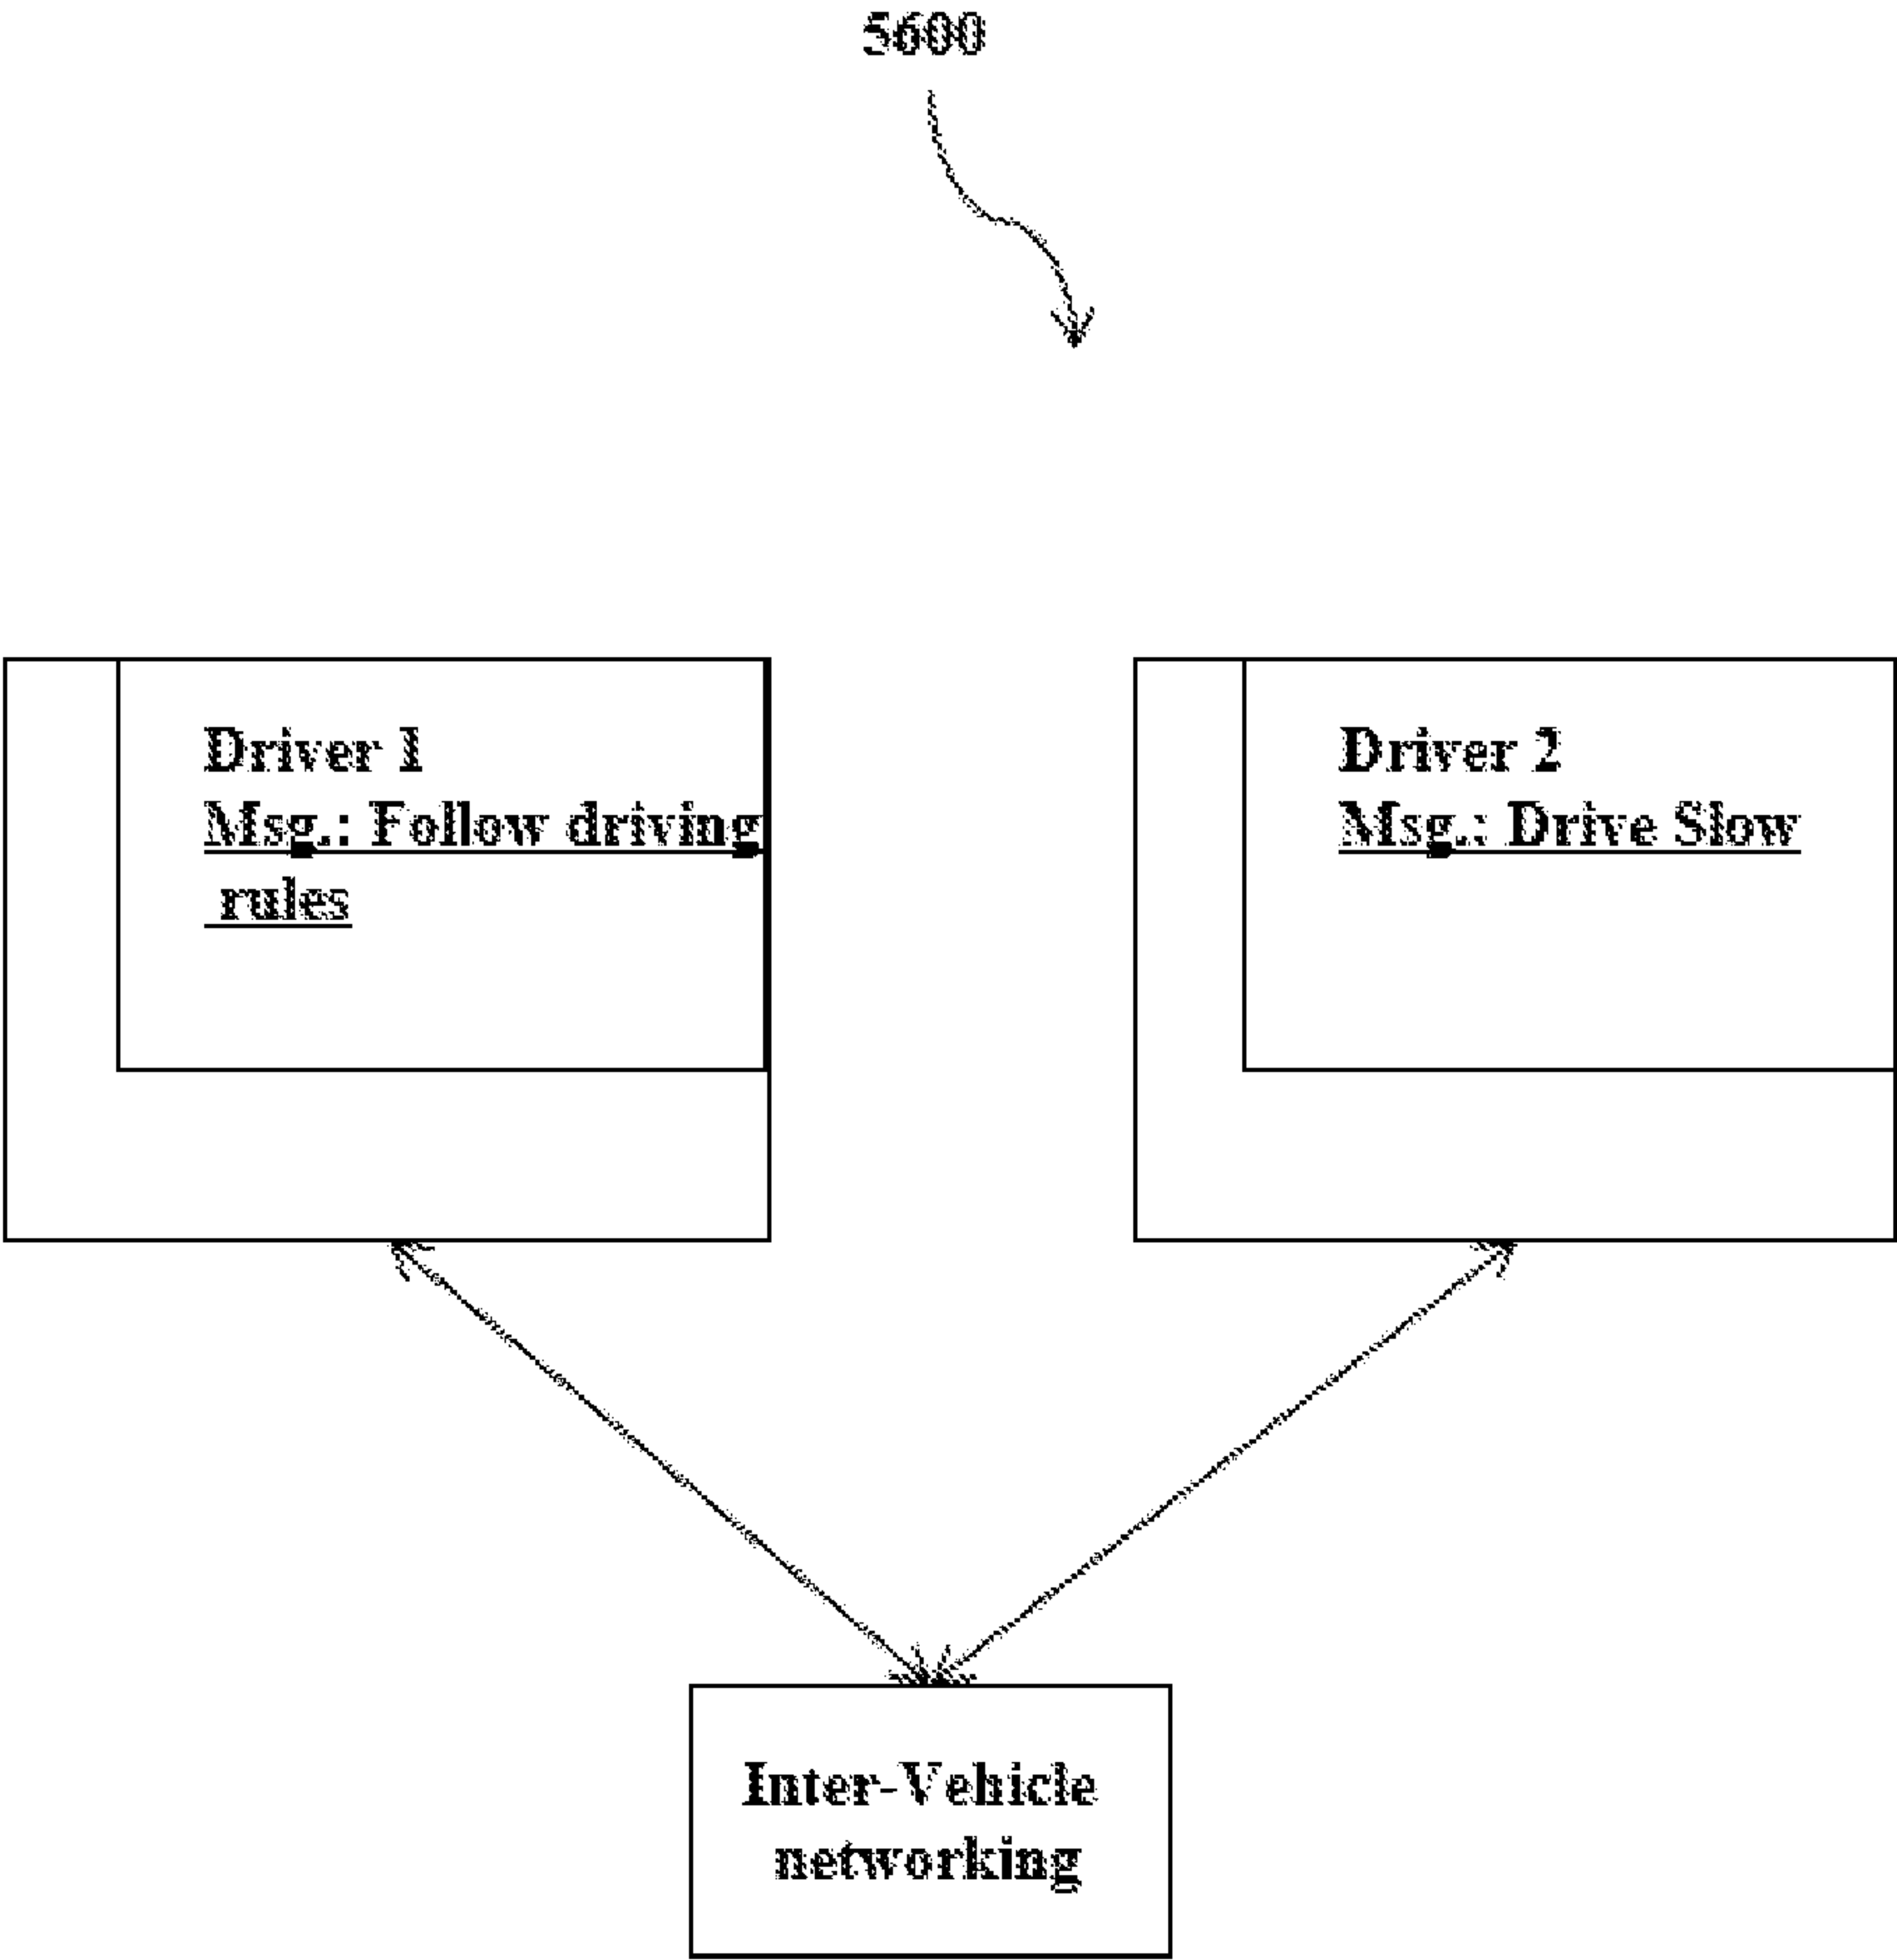 5600
Driver 1
Msg.: Follow driving
rules
Driver 2
Msg.: Drive Slow
Inter-Vehicle
networking